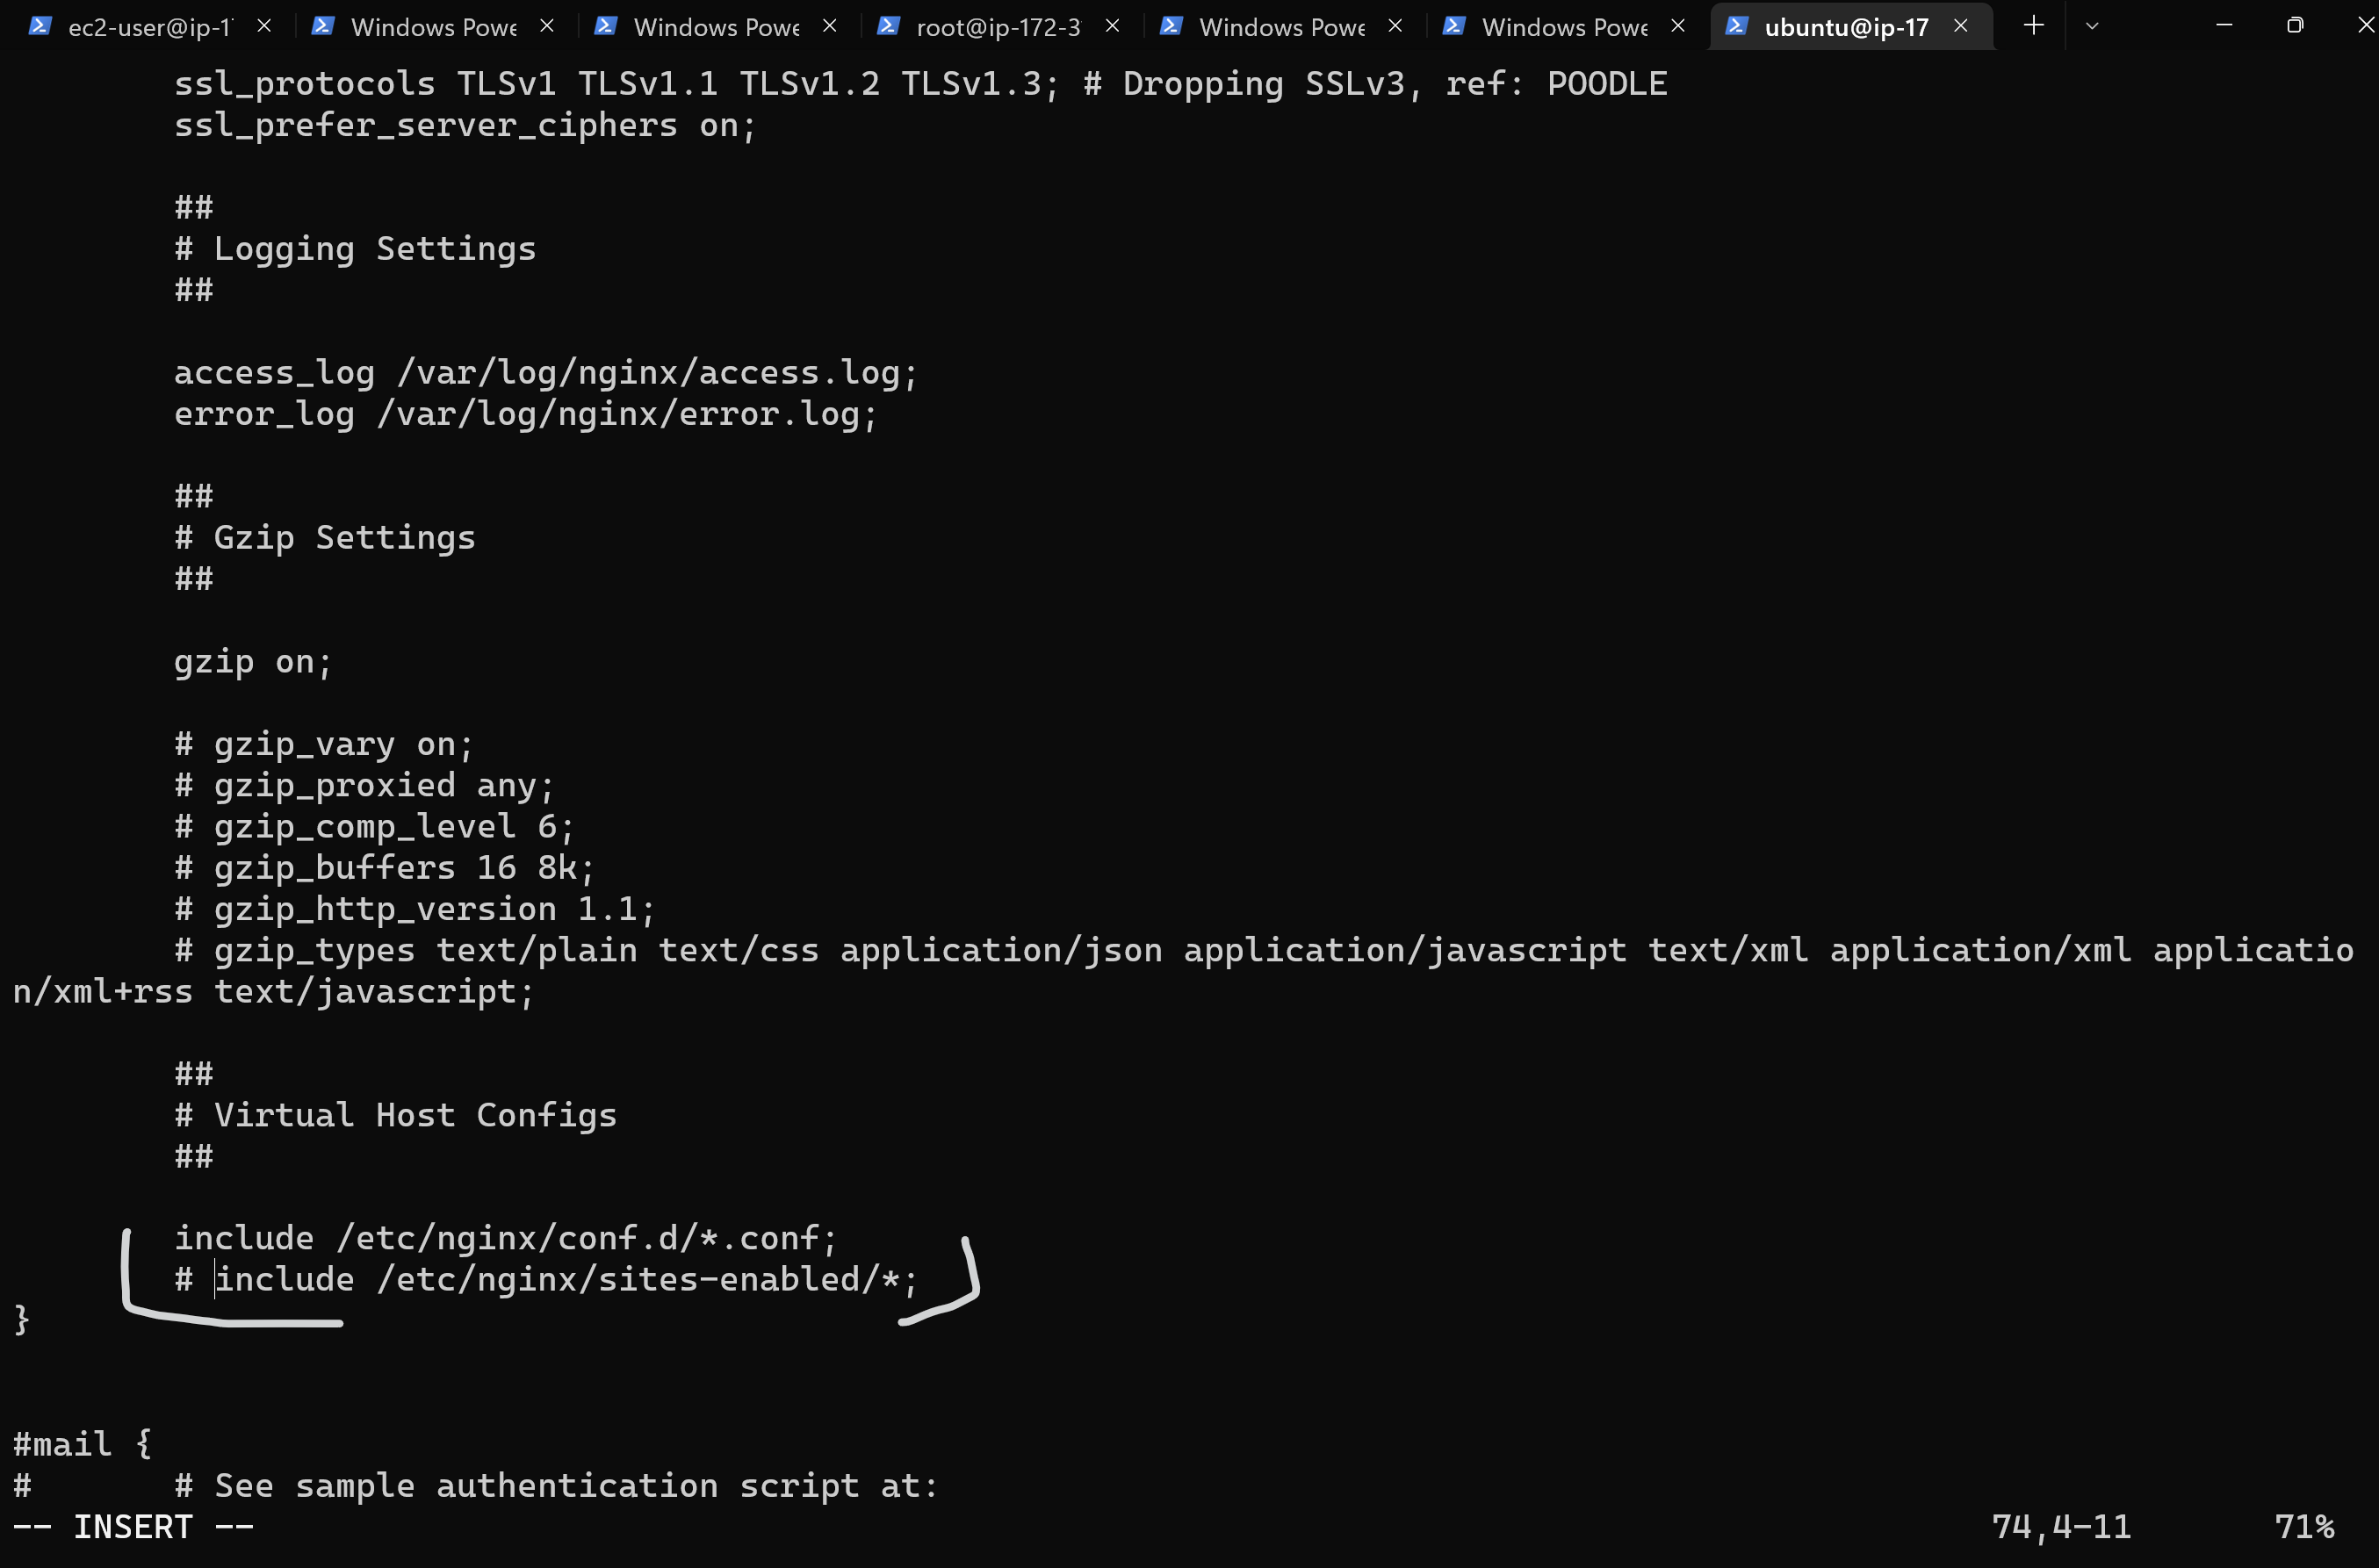 ec2-user@ip-1 Windows Powe Windows Powe root@ip-172-3 Windows Powe Windows Powe ubuntu@ip-17
ssl_protocols TLSv1 TLSv1.1 TLSv1.2 TLSv1.3; # Dropping SSLv3, ref: POODLE
ssl_prefer_server_ciphers on;
##
# Logging Settings
##
access_log /var/log/nginx/access.log;
error_log /var/log/nginx/error.log;
##
# Gzip Settings
##
gzip on;
# gzip_vary on;
# gzip_proxied any;
# gzip_comp_level 6;
# gzip_buffers 16 8k;
# gzip_http_version 1.1;
# gzip_types text/plain text/css application/json application/javascript text/xml application/xml applicatio
n/xml+rss text/javascript;
##
# Virtual Host Configs
##
include /etc/nginx/conf.d/*.conf;
# include /etc/nginx/sites-enabled/*;
}
#mail {
# # See sample authentication script at:
-- INSERT -- 74,4-11 71%